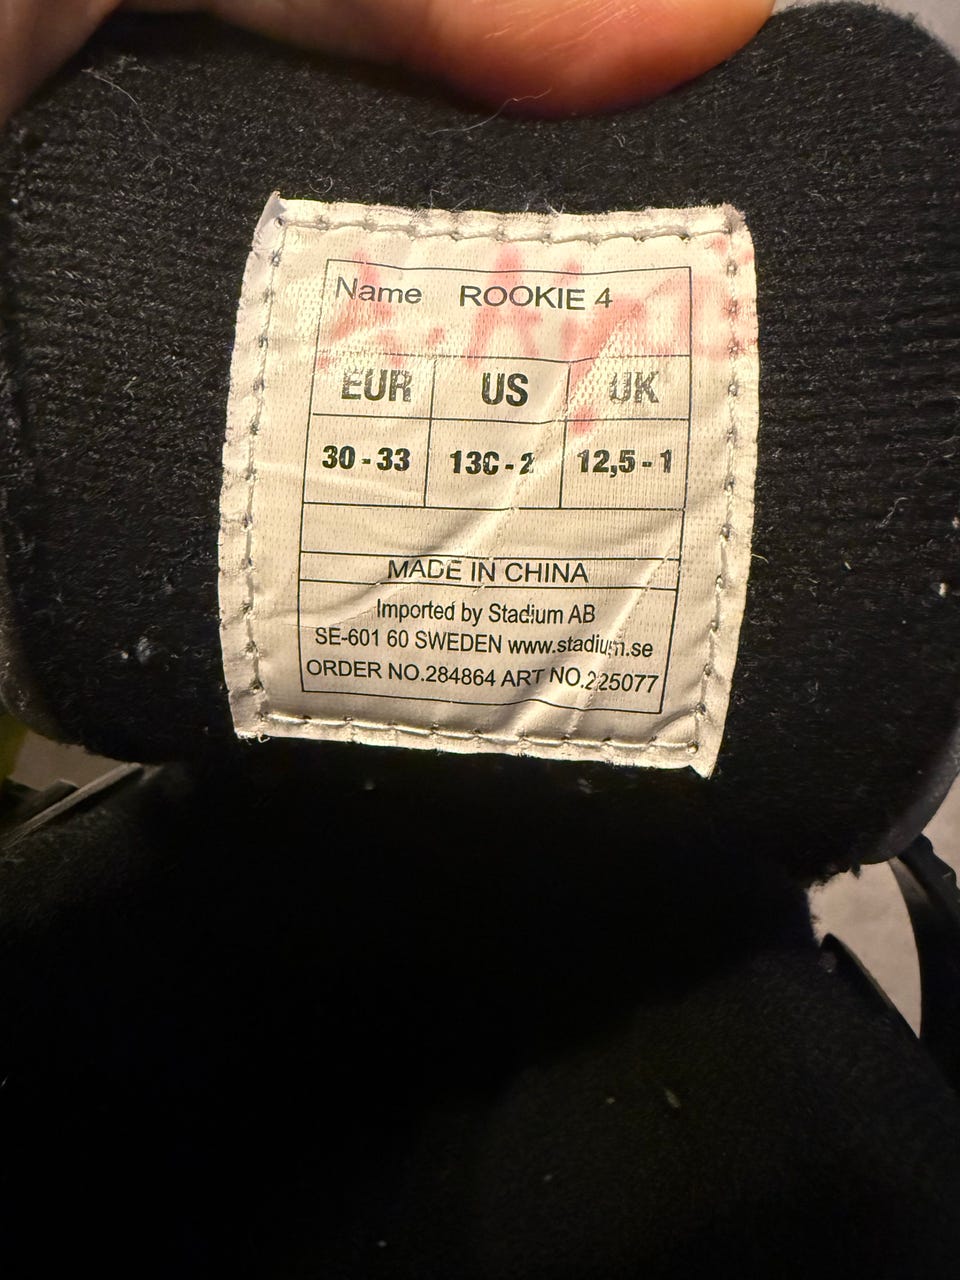 Name ROOKIE 4
EUR US UK
30 - 33 13C - 2 12,5 - 1
MADE IN CHINA
Imported by Stadium AB
SE-601 60 SWEDEN www.stadium.se
ORDER NO.284864 ART NO.225077